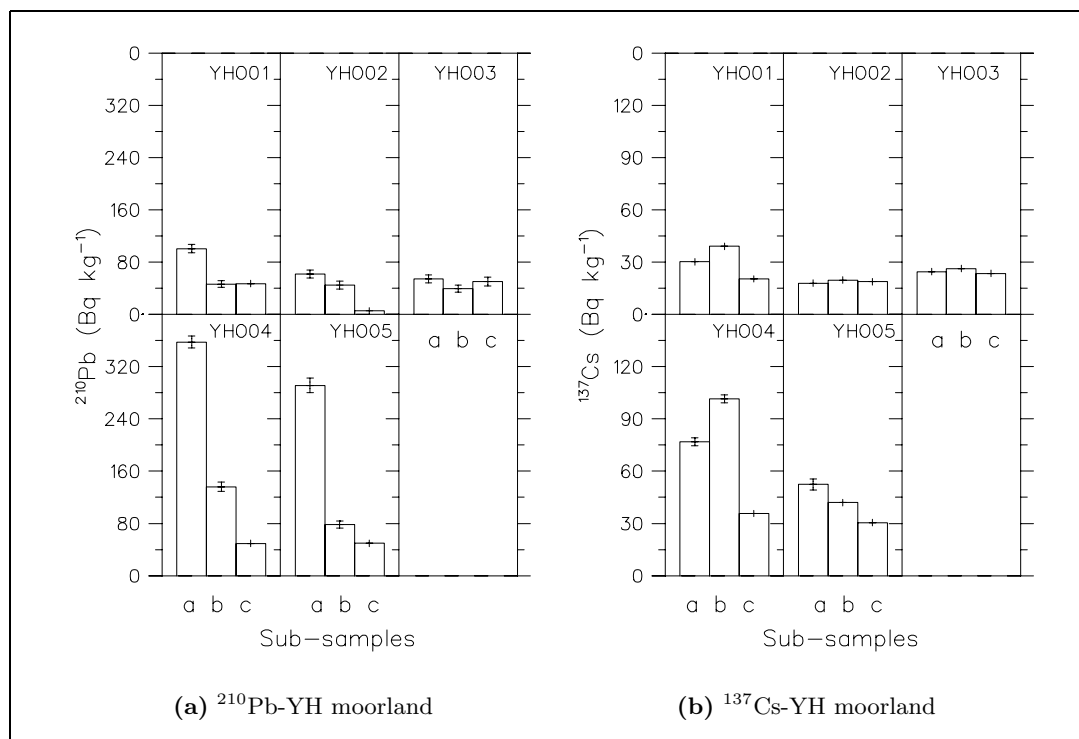 0
320
240
160
80
0
320
240
160
80
0
²¹⁰Pb (Bq kg⁻¹)
YH001 YH002 YH003
YH004 YH005
a b c
a b c a b c
Sub-samples
(a) ²¹⁰Pb-YH moorland
0
120
90
60
30
0
120
90
60
30
0
¹³⁷Cs (Bq kg⁻¹)
YH001 YH002 YH003
YH004 YH005
a b c
a b c a b c
Sub-samples
(b) ¹³⁷Cs-YH moorland